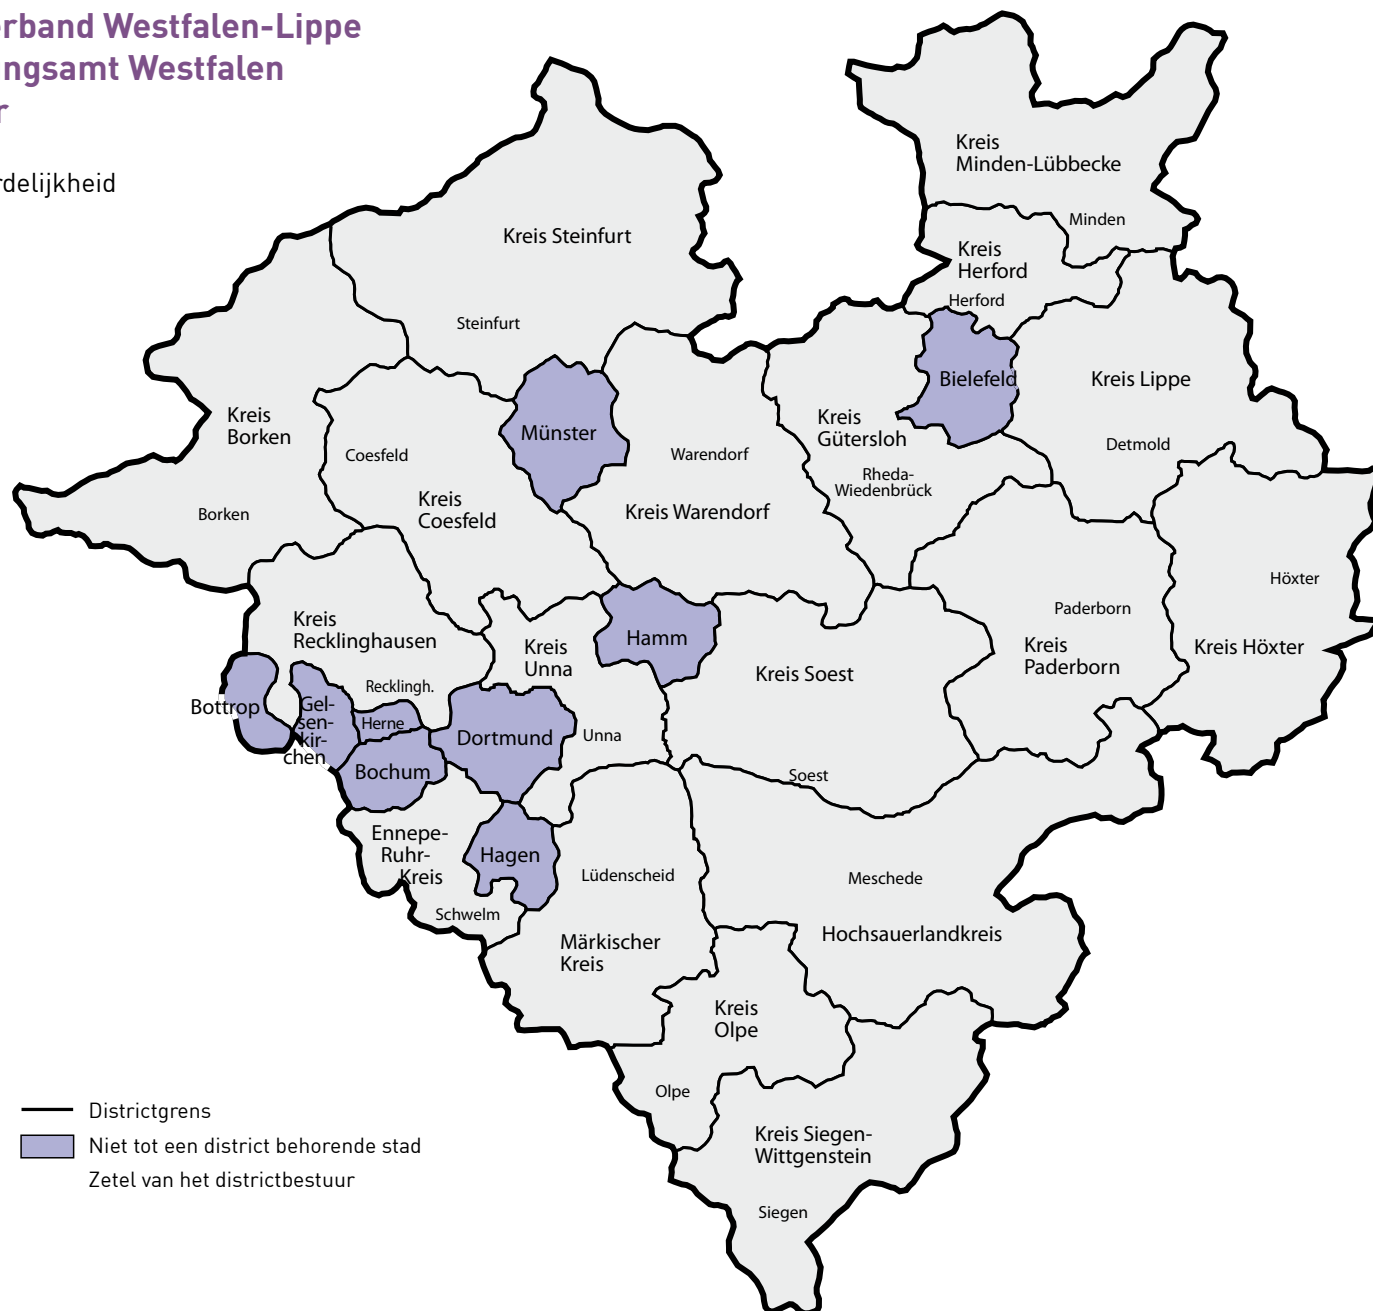 erband Westfalen-Lippe
ngsamt Westfalen
r
rdelijkheid
Kreis
Minden-Lübbecke
Minden
Kreis Steinfurt
Kreis
Herford
Herford
Steinfurt
Bielefeld
Kreis Lippe
Kreis
Borken
Münster
Kreis
Gütersloh
Detmold
Coesfeld
Warendorf
Rheda-
Wiedenbrück
Kreis
Coesfeld
Borken
Kreis Warendorf
Höxter
Paderborn
Kreis
Recklinghausen
Hamm
Kreis
Unna
Kreis
Paderborn
Kreis Höxter
Kreis Soest
Recklingh.
Bottrop
Gel-
sen-
kir-
chen
Herne
Dortmund
Unna
Bochum
Soest
Ennepe-
Ruhr-
Kreis
Hagen
Lüdenscheid
Meschede
Schwelm
Märkischer
Kreis
Hochsauerlandkreis
Kreis
Olpe
Olpe
Districtgrens
Niet tot een district behorende stad
Zetel van het districtbestuur
Kreis Siegen-
Wittgenstein
Siegen